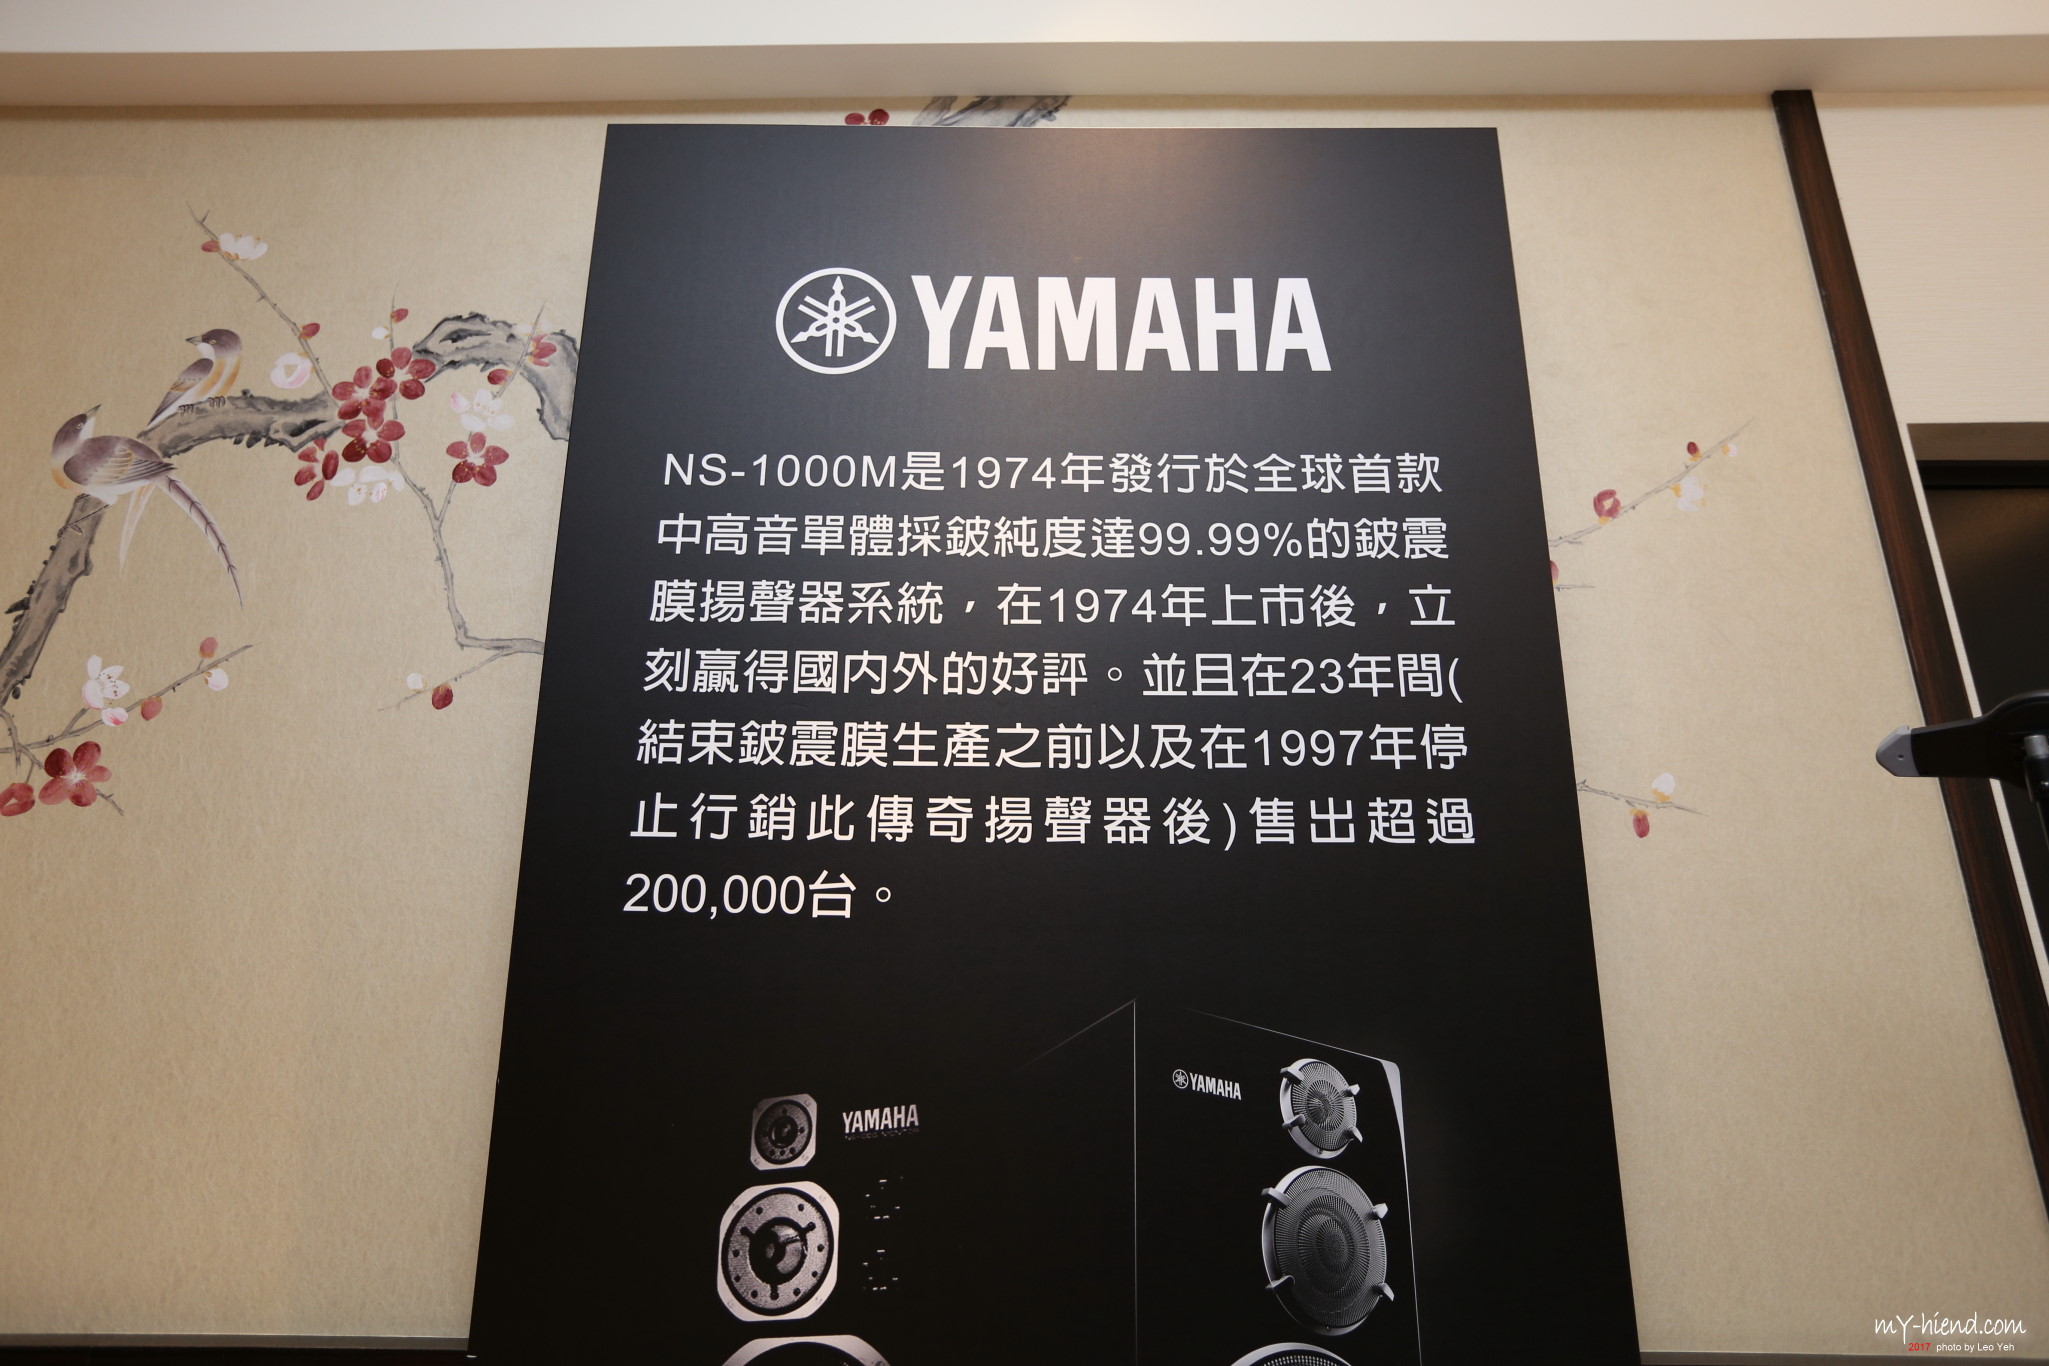 YAMAHA
NS-1000M是1974年發行於全球首款
中高音單體採鈹純度達99.99%的鈹震
膜揚聲器系統，在1974年上市後，立
刻贏得國內外的好評。並且在23年間(
結束鈹震膜生產之前以及在1997年停
止行銷此傳奇揚聲器後)售出超過
200,000台。
YAMAHA
YAMAHA
mY-hiend.com
2017 photo by Leo Yeh